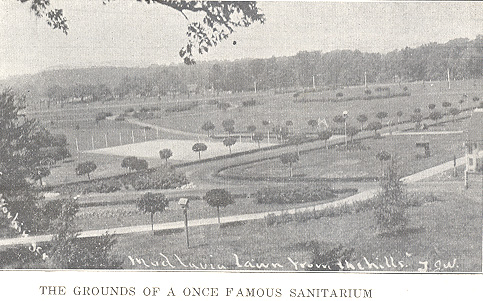 Mudlavia Lawn from the hills. J.W.
THE GROUNDS OF A ONCE FAMOUS SANITARIUM